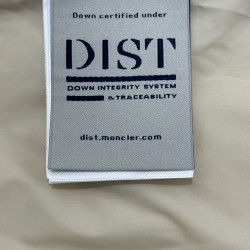 Down certified under
DIST
DOWN INTEGRITY SYSTEM
& TRACEABILITY
dist.moncler.com